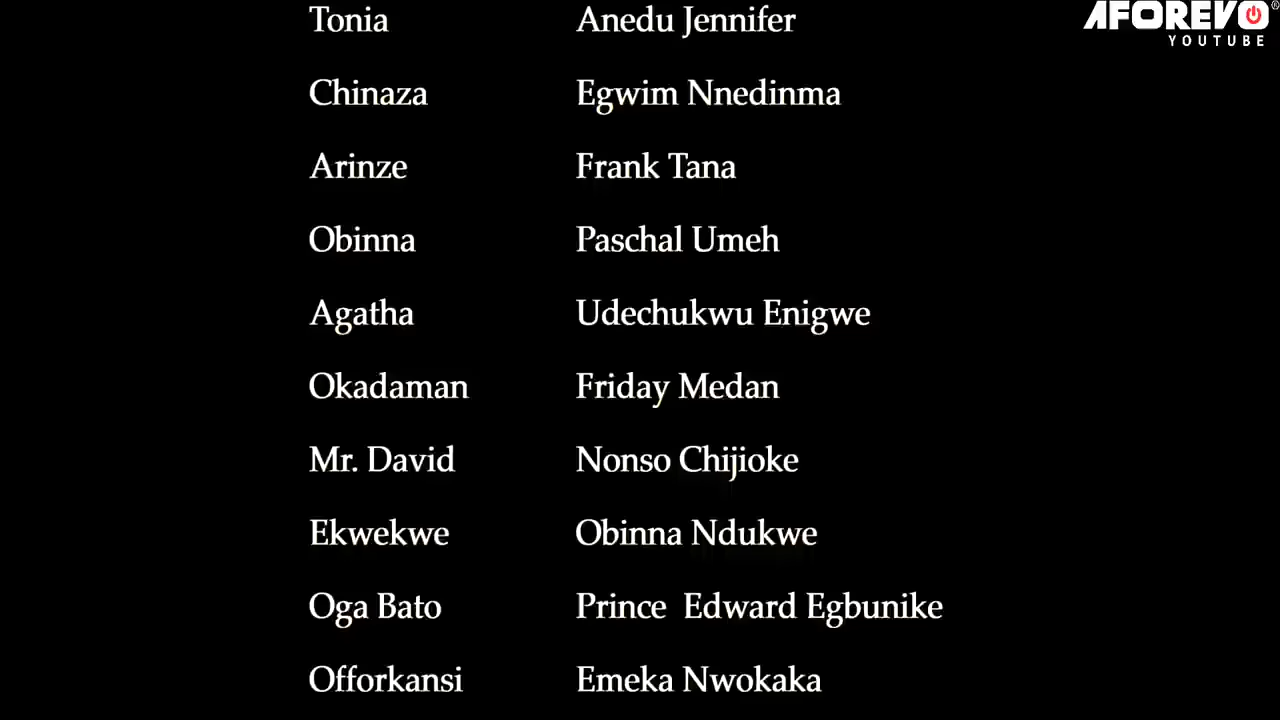 AFOREVO®
YOUTUBE
Tonia Anedu Jennifer
Chinaza Egwim Nnedinma
Arinze Frank Tana
Obinna Paschal Umeh
Agatha Udechukwu Enigwe
Okadaman Friday Medan
Mr. David Nonso Chijioke
Ekwekwe Obinna Ndukwe
Oga Bato Prince  Edward Egbunike
Offorkansi Emeka Nwokaka